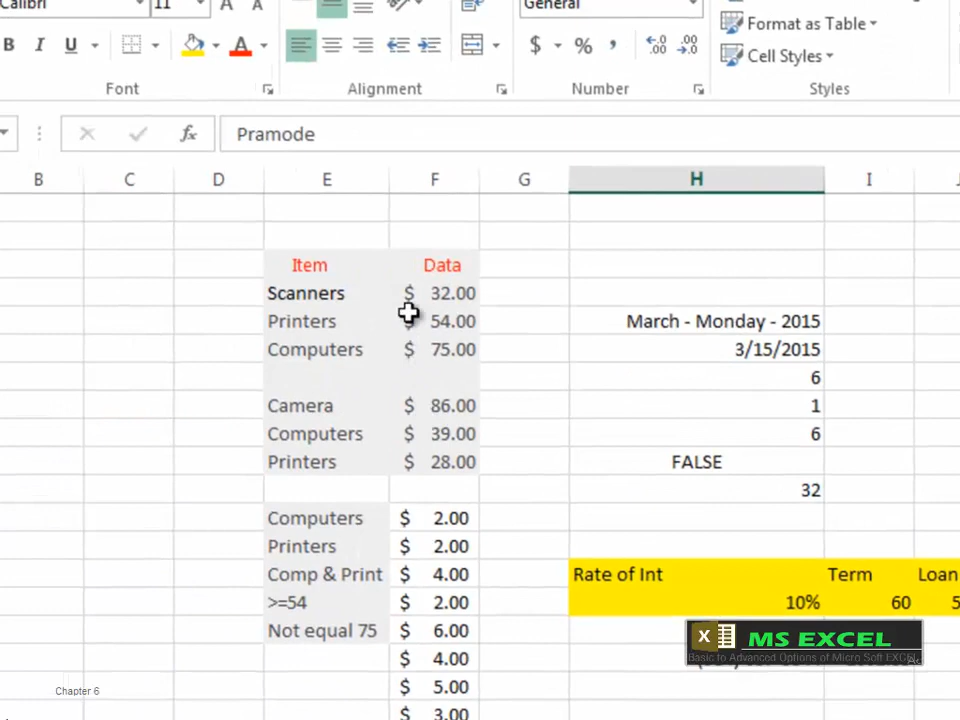 Calibri 11 General
B I U $ % , .00 .0 Format as Table
Cell Styles
Font Alignment Number Styles
fx Pramode
B C D E F G H I J
Item Data
Scanners $ 32.00
Printers 54.00 March - Monday - 2015
Computers $ 75.00 3/15/2015
6
Camera $ 86.00 1
Computers $ 39.00 6
Printers $ 28.00 FALSE
32
Computers $ 2.00
Printers $ 2.00
Comp & Print $ 4.00 Rate of Int Term Loan
>=54 $ 2.00 10% 60 5
Not equal 75 $ 6.00
X MS EXCEL
Basic to Advanced Options of Micro Soft EXCEL
$ 4.00
Chapter 6 $ 5.00
$ 3.00